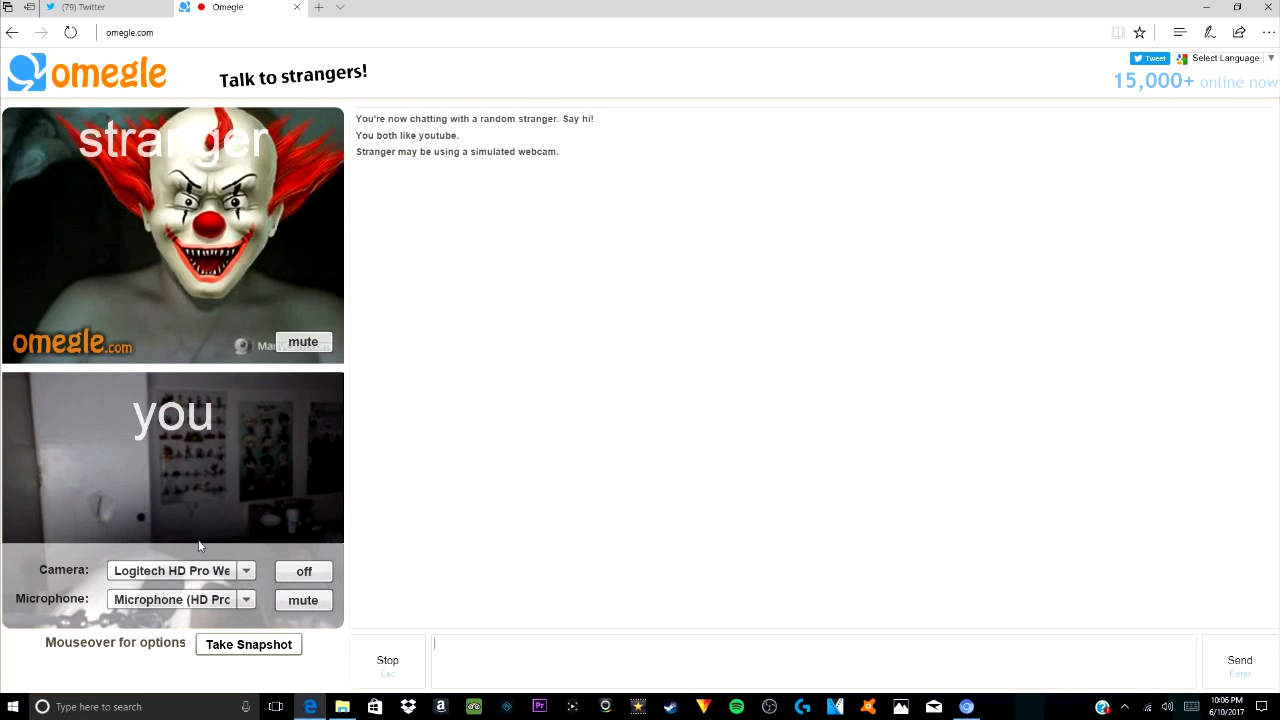 (79) Twitter
Omegle
omegle.com
omegle
Talk to strangers!
Tweet
Select Language
15,000+ online now
stranger
omegle.com
mute
You're now chatting with a random stranger. Say hi!
You both like youtube.
Stranger may be using a simulated webcam.
you
Camera:
Logitech HD Pro We
off
Microphone:
Microphone (HD Pro
mute
Mouseover for options
Take Snapshot
Stop
Esc
Send
Enter
Type here to search
10:06 PM
6/10/2017